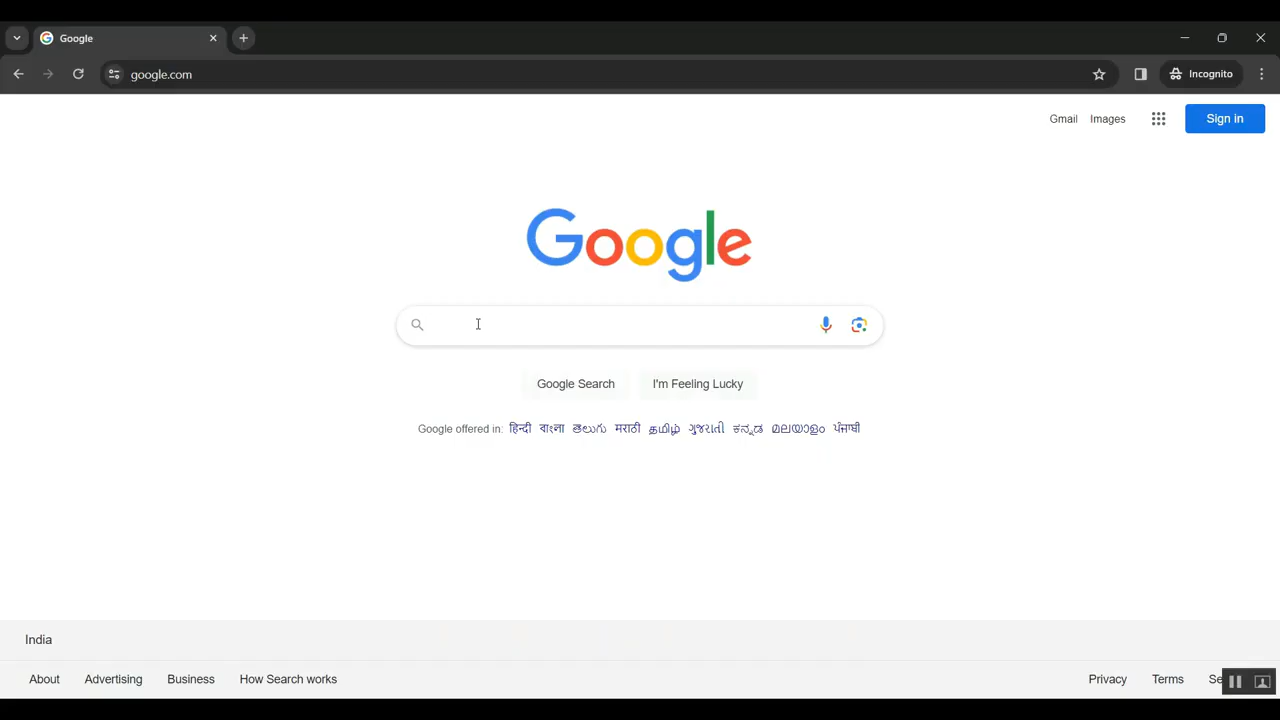 Google
google.com
Incognito
Gmail Images Sign in
Google
Google Search I'm Feeling Lucky
Google offered in: हिन्दी বাংলা తెలుగు मराठी தமிழ் ગુજરાતી ಕನ್ನಡ മലയാളം ਪੰਜਾਬੀ
India
About Advertising Business How Search works Privacy Terms Se